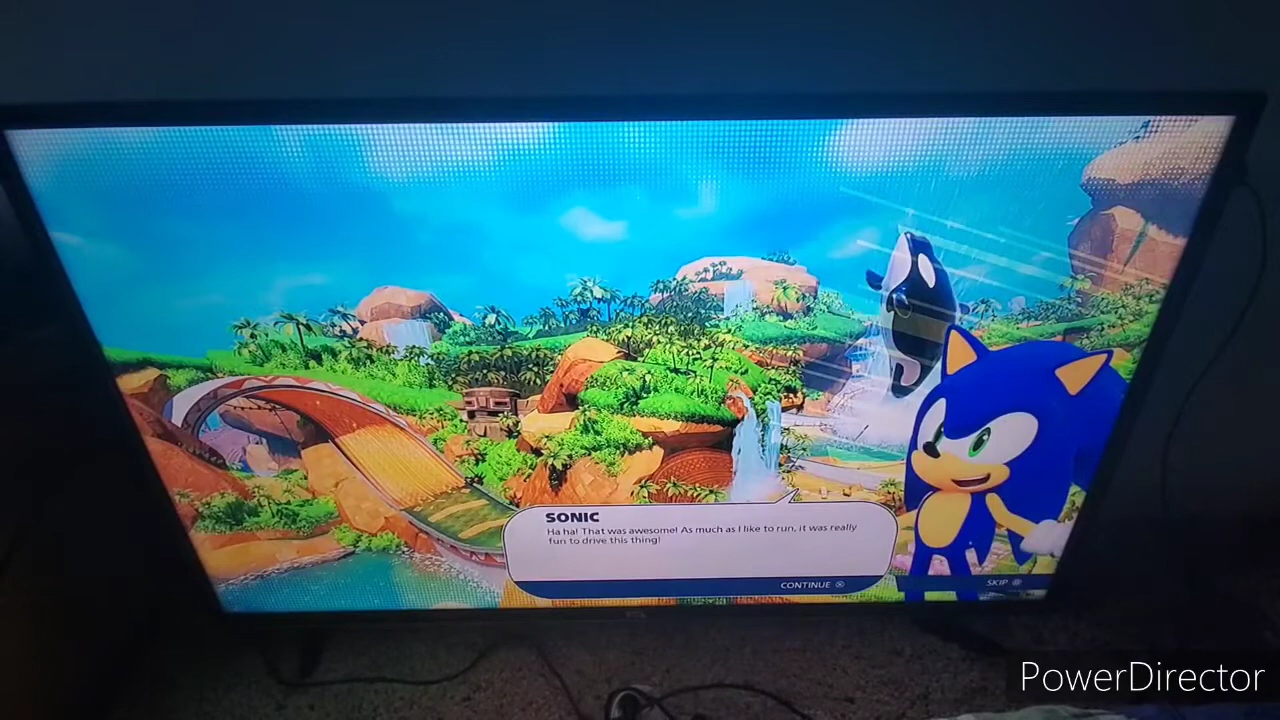 SONIC
Ha ha! That was awesome! As much as I like to run, it was really
fun to drive this thing!
CONTINUE
SKIP
PowerDirector